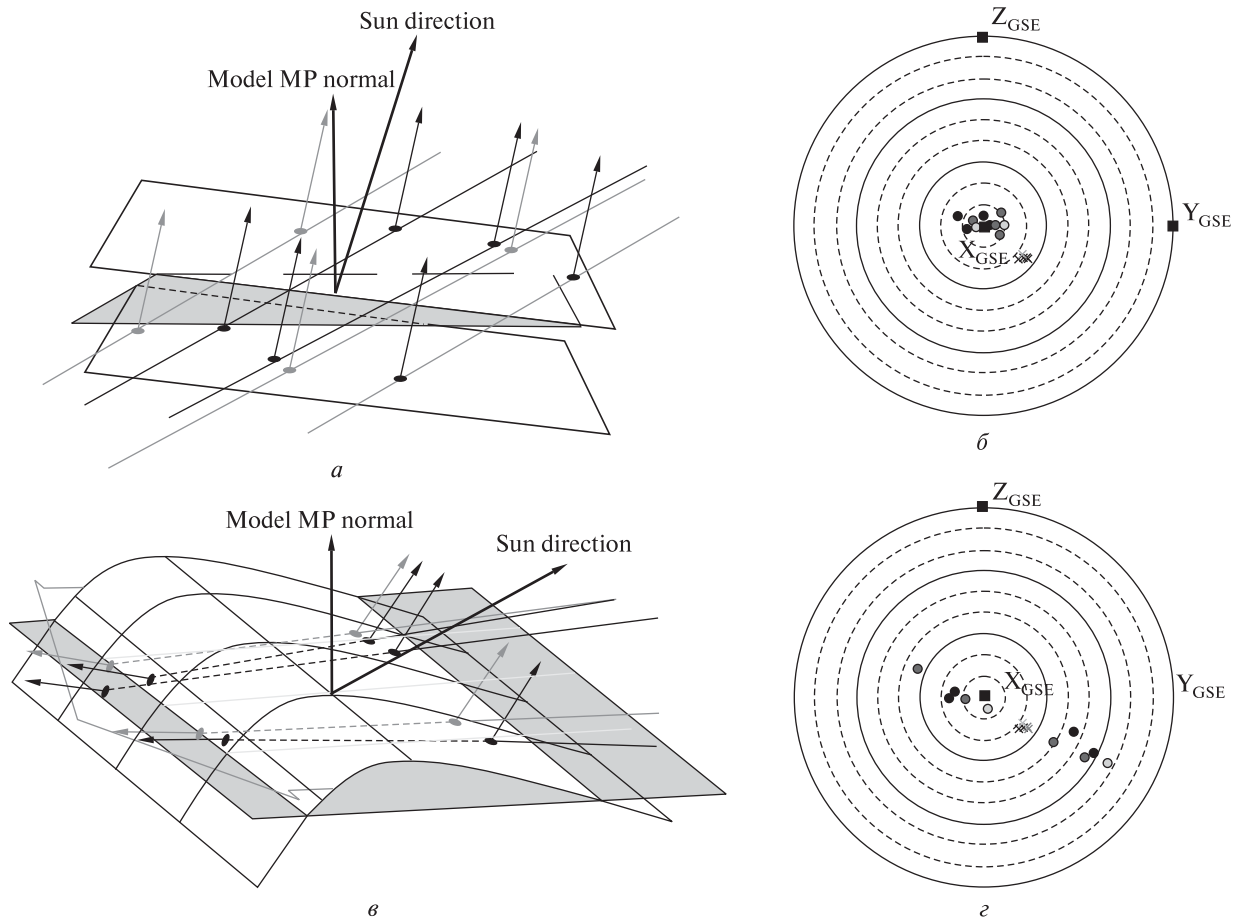 Sun direction
Model MP normal
а
Z_GSE
Y_GSE
X_GSE
б
Model MP normal
Sun direction
в
Z_GSE
X_GSE
Y_GSE
г